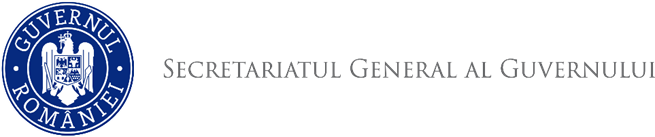 GUVERNUL
ROMÂNIEI
SECRETARIATUL GENERAL AL GUVERNULUI